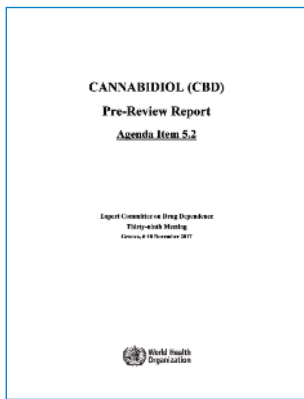 CANNABIDIOL (CBD)
Pre-Review Report
Agenda Item 5.2
Expert Committee on Drug Dependence
Thirty-ninth Meeting
Geneva, 6-10 November 2017
World Health
Organization